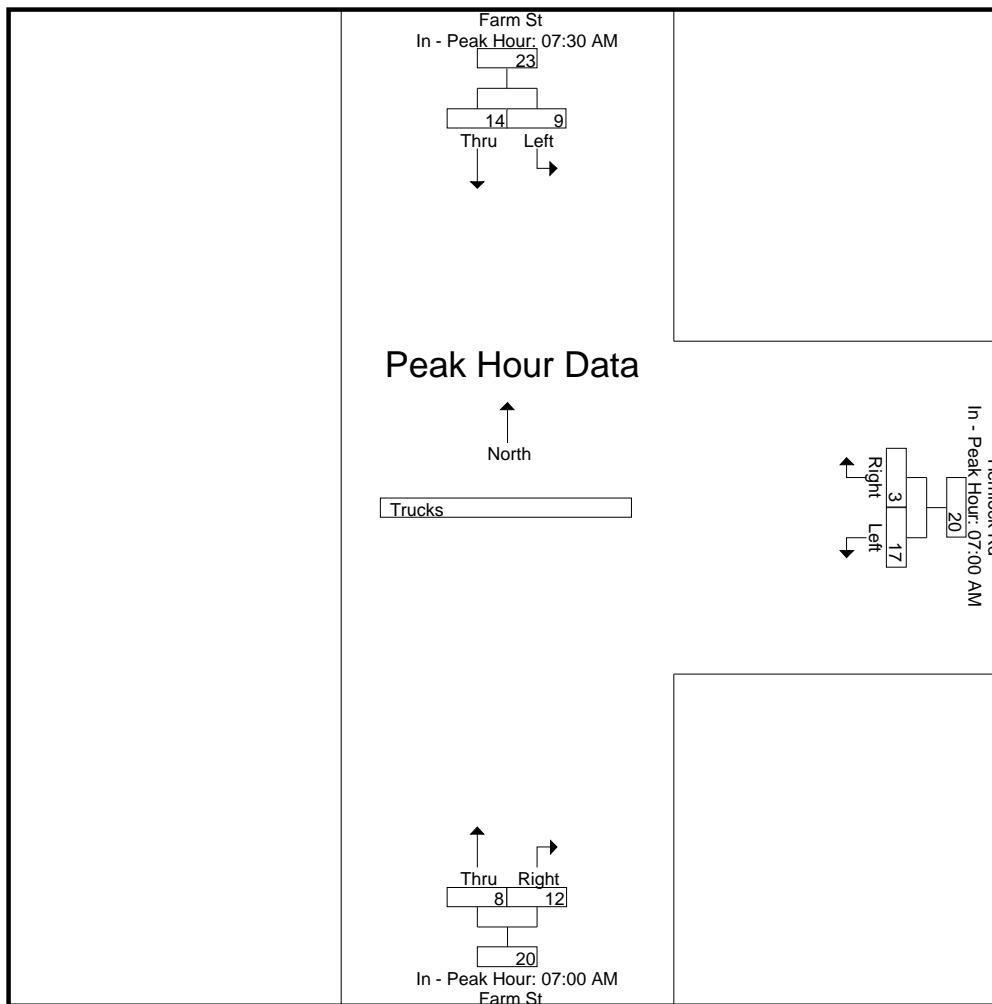 Farm St
In - Peak Hour: 07:30 AM
23
14 9
Thru Left
Peak Hour Data
North
Trucks
In - Peak Hour: 07:00 AM
20
3 17
Right Left
Thru Right
8 12
20
In - Peak Hour: 07:00 AM
Farm St